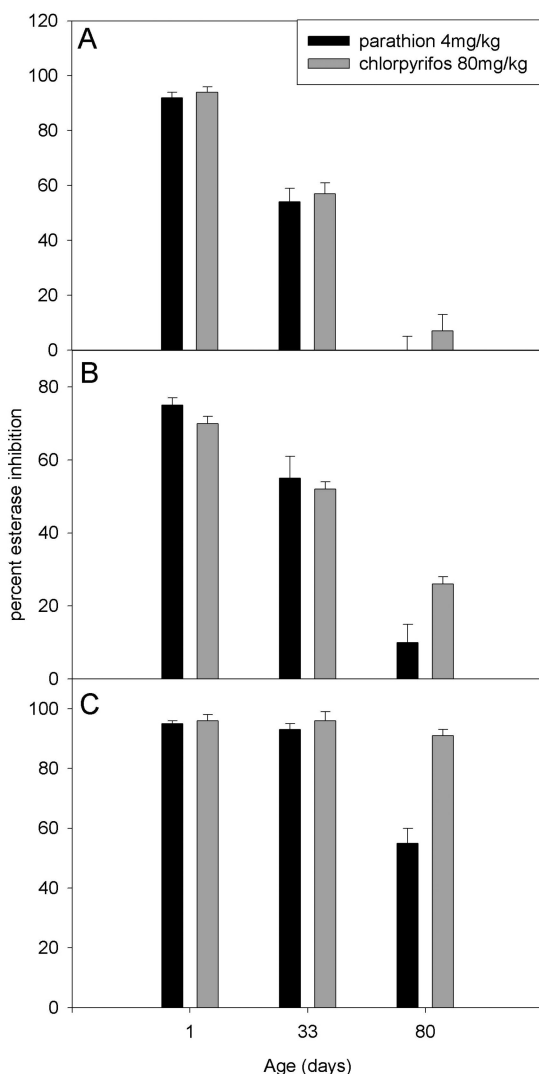 120
parathion 4mg/kg
chlorpyrifos 80mg/kg
A
100
80
60
40
20
0
B
80
60
40
20
0
percent esterase inhibition
C
100
80
60
40
20
0
1 33 80
Age (days)